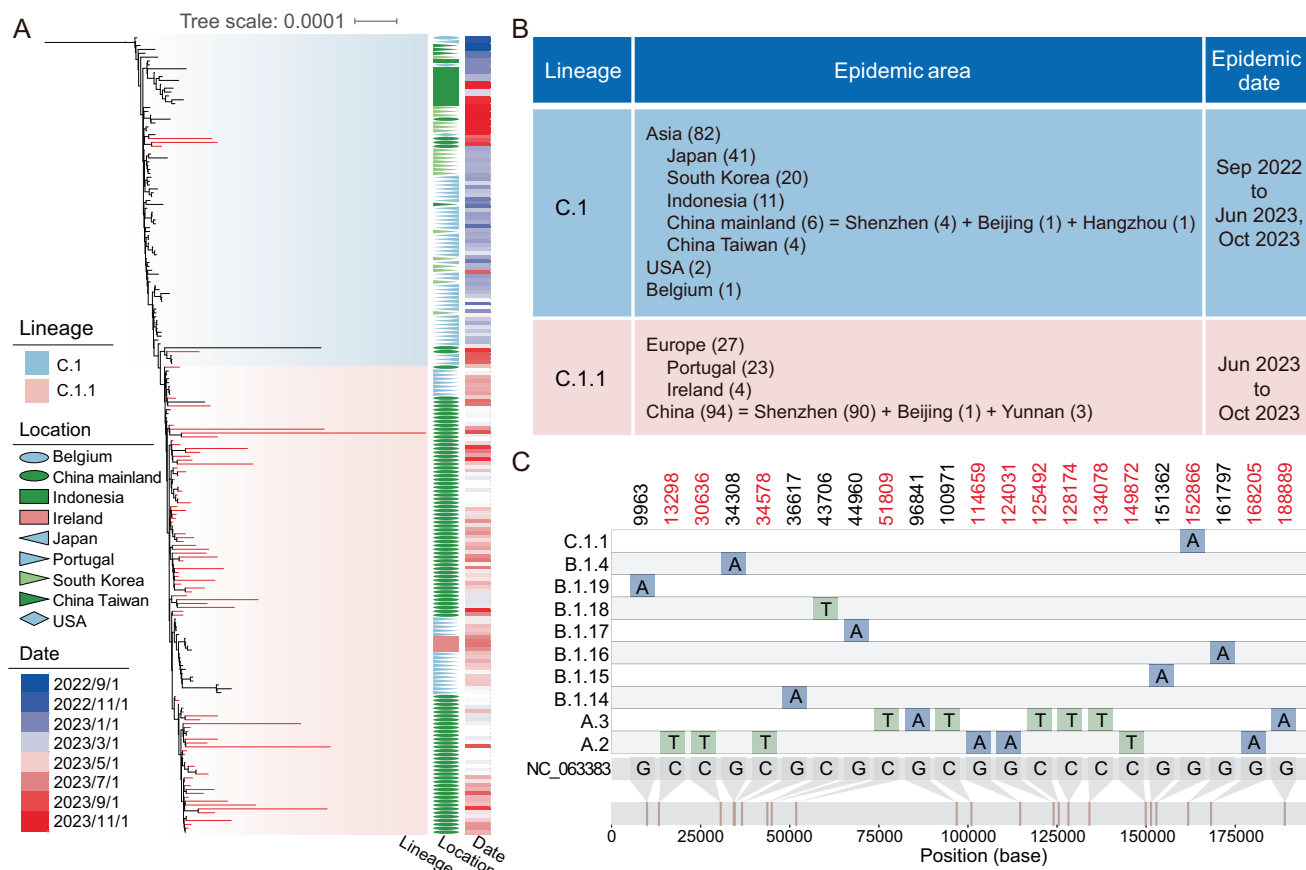 A
Tree scale: 0.0001
Lineage
C.1
C.1.1
Location
Belgium
China mainland
Indonesia
Ireland
Japan
Portugal
South Korea
China Taiwan
USA
Date
2022/9/1
2022/11/1
2023/1/1
2023/3/1
2023/5/1
2023/7/1
2023/9/1
2023/11/1
Lineage
Location
Date
B
Lineage
Epidemic area
Epidemic
date
C.1
Asia (82)
Japan (41)
South Korea (20)
Indonesia (11)
China mainland (6) = Shenzhen (4) + Beijing (1) + Hangzhou (1)
China Taiwan (4)
USA (2)
Belgium (1)
Sep 2022
to
Jun 2023,
Oct 2023
C.1.1
Europe (27)
Portugal (23)
Ireland (4)
China (94) = Shenzhen (90) + Beijing (1) + Yunnan (3)
Jun 2023
to
Oct 2023
C
9963 13298 30636 34308 34578 36617 43706 44960 51809 96841 100971 114659 124031 125492 128174 134078 149872 151362 152866 161797 168205 188889
C.1.1 A
B.1.4 A
B.1.19 A
B.1.18 T
B.1.17 A
B.1.16 A
B.1.15 A
B.1.14 A
A.3 T A T T T T A
A.2 T T T A A T A
NC_063383 G C C G C G C G C G C G G C C C C G G G G G
0 25000 50000 75000 100000 125000 150000 175000
Position (base)